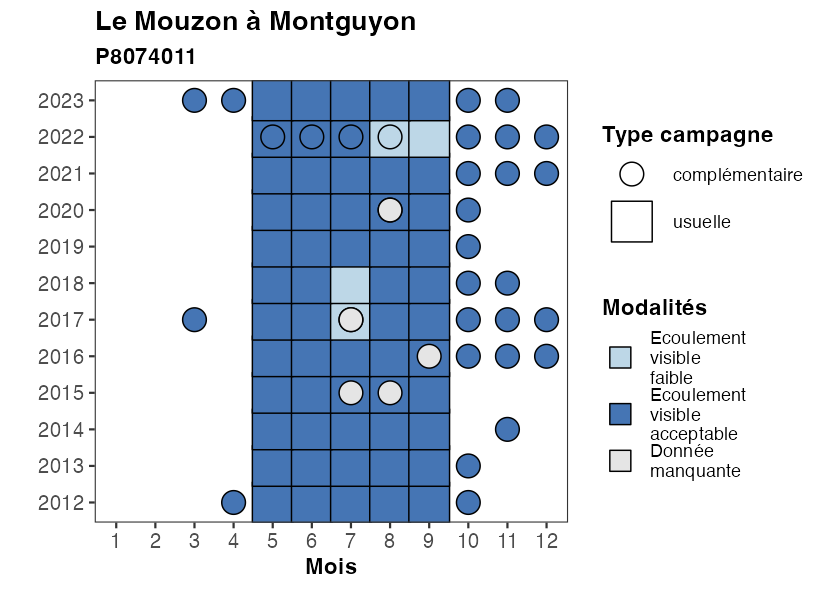 Le Mouzon à Montguyon
P8074011
2023
2022
2021
2020
2019
2018
2017
2016
2015
2014
2013
2012
1 2 3 4 5 6 7 8 9 10 11 12
Mois
Type campagne
complémentaire
usuelle
Modalités
Ecoulement
visible
faible
Ecoulement
visible
acceptable
Donnée
manquante